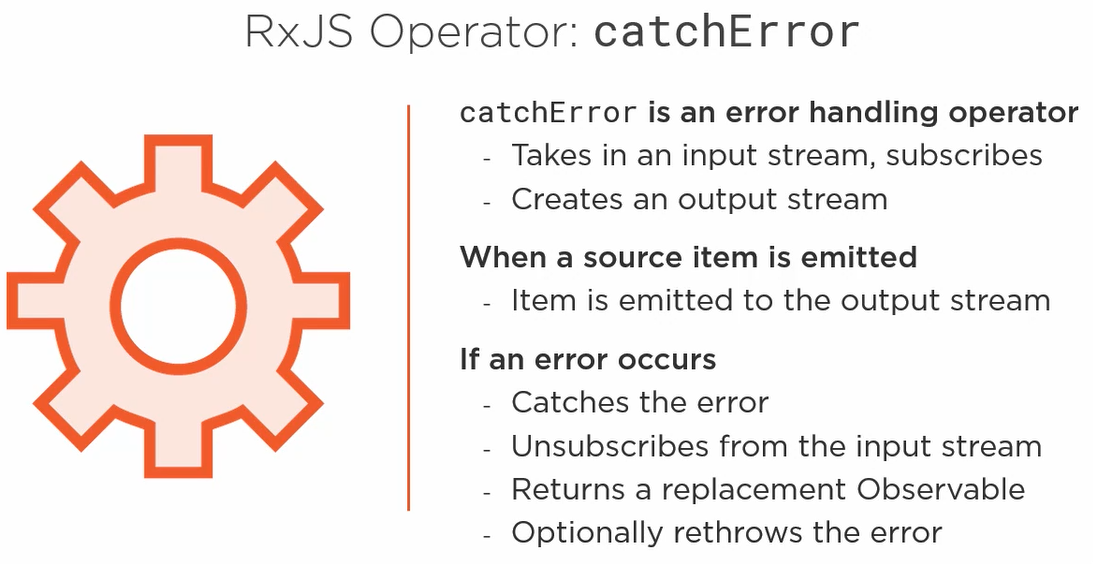 RxJS Operator: catchError
catchError is an error handling operator
- Takes in an input stream, subscribes
- Creates an output stream
When a source item is emitted
- Item is emitted to the output stream
If an error occurs
- Catches the error
- Unsubscribes from the input stream
- Returns a replacement Observable
- Optionally rethrows the error